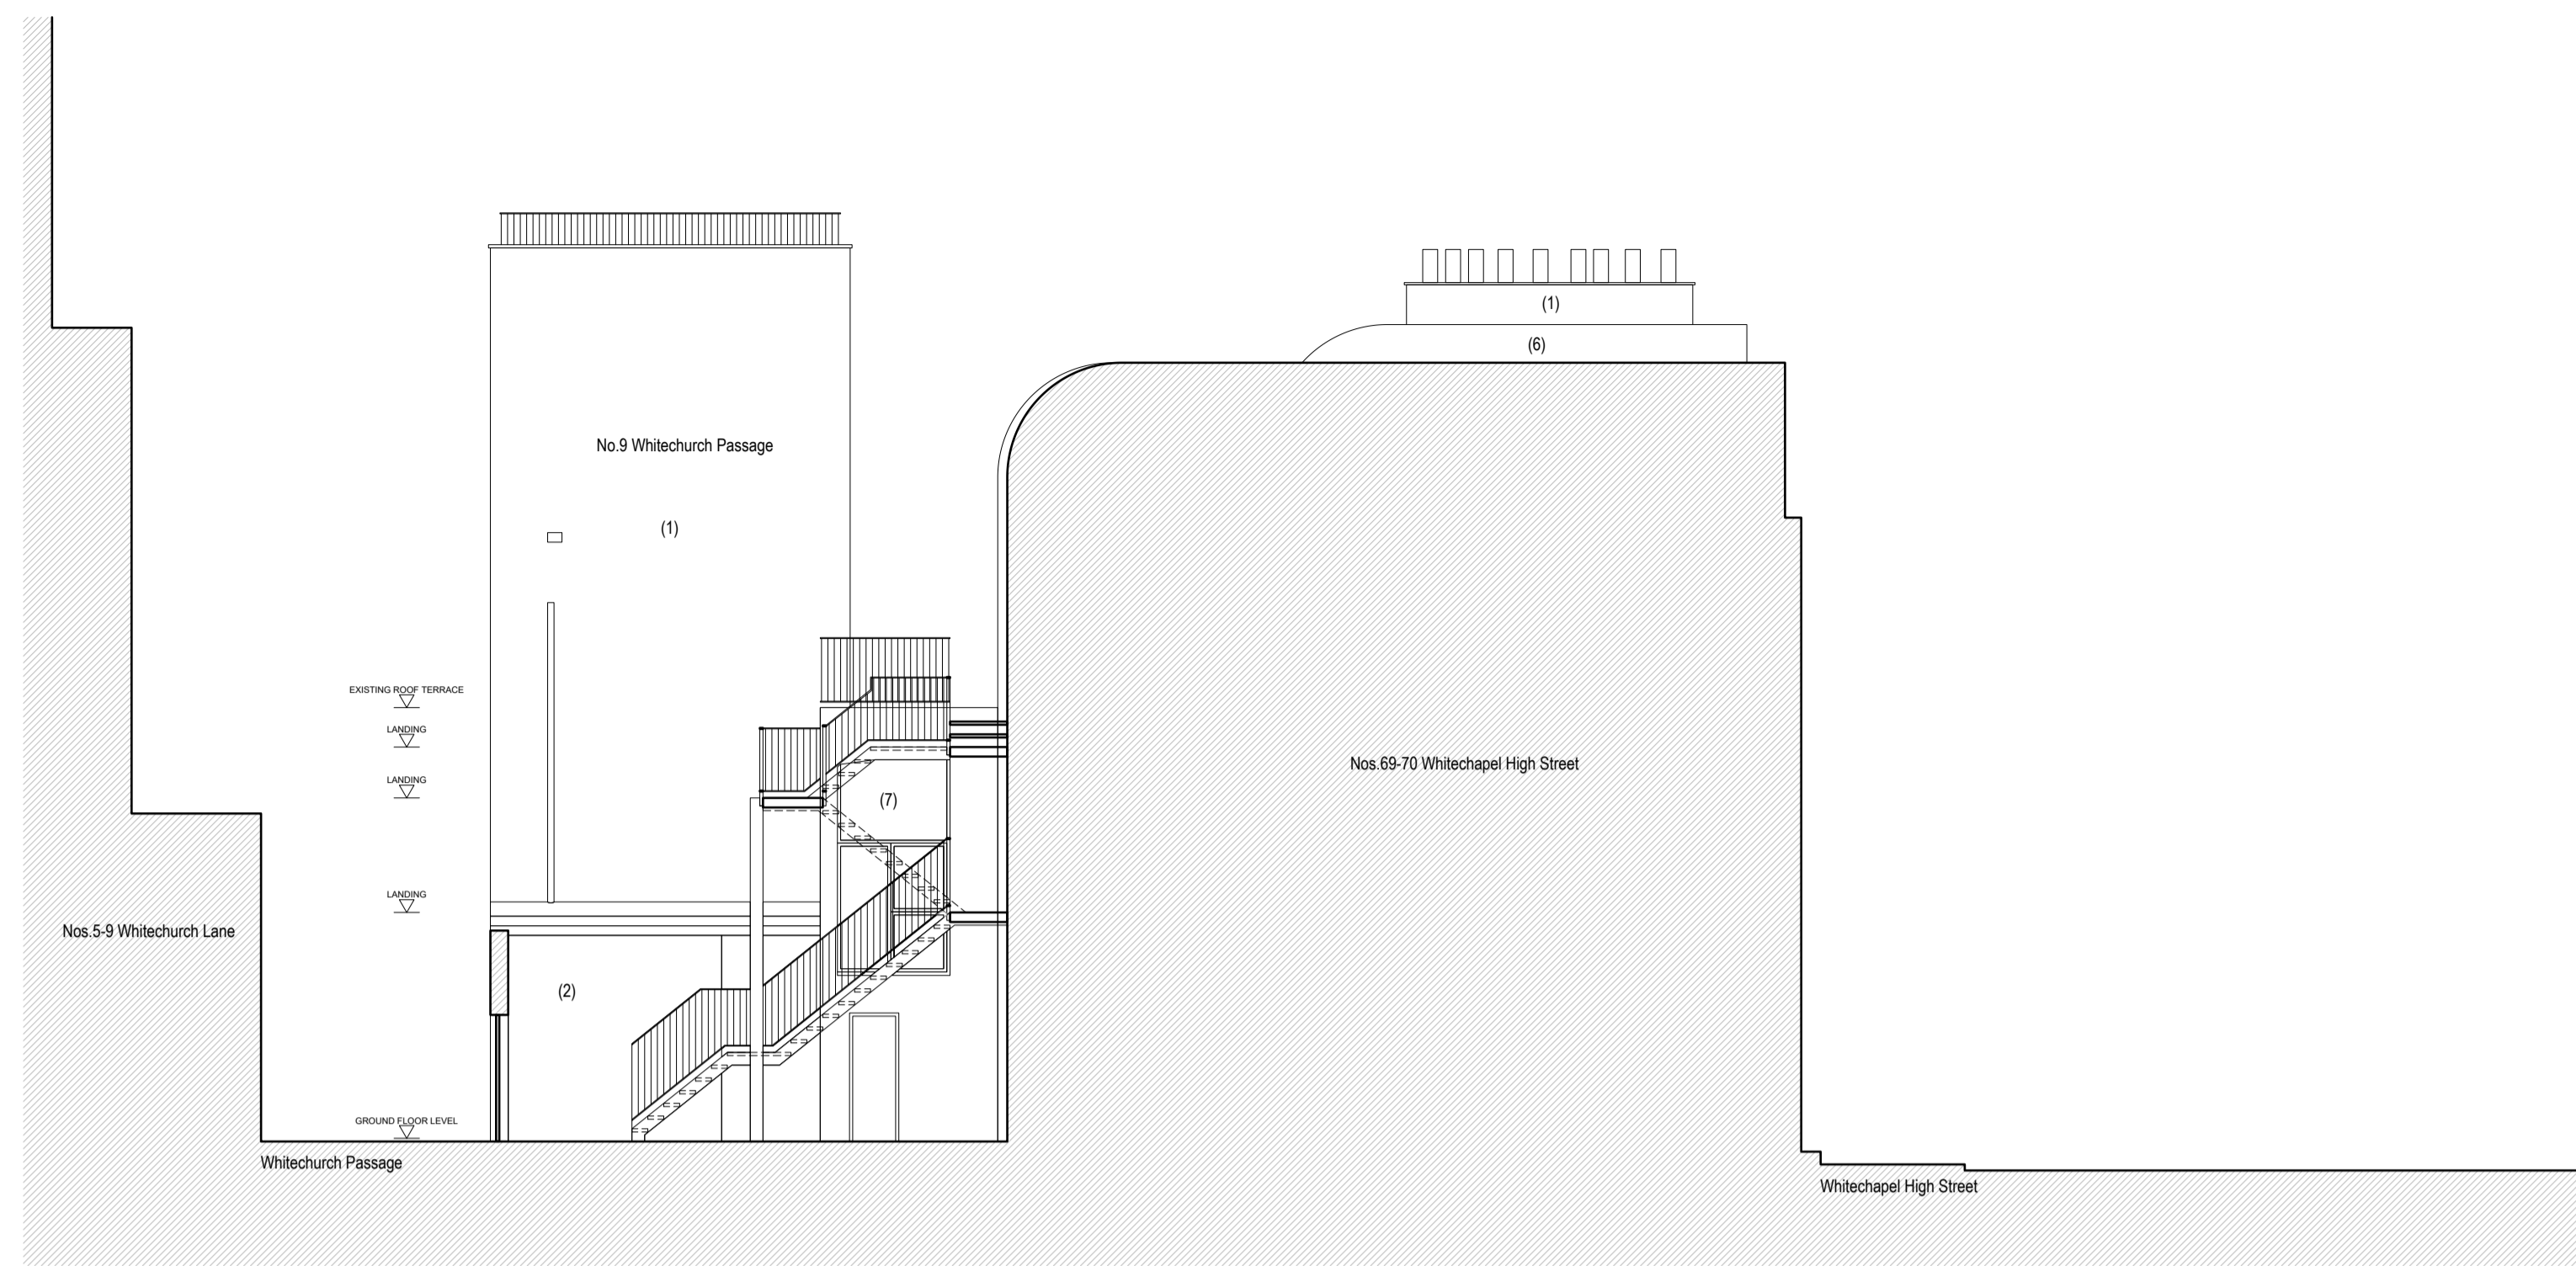 (1)
(6)
No.9 Whitechurch Passage
(1)
EXISTING ROOF TERRACE
LANDING
LANDING
(7)
Nos.69-70 Whitechapel High Street
LANDING
Nos.5-9 Whitechurch Lane
(2)
GROUND FLOOR LEVEL
Whitechurch Passage
Whitechapel High Street